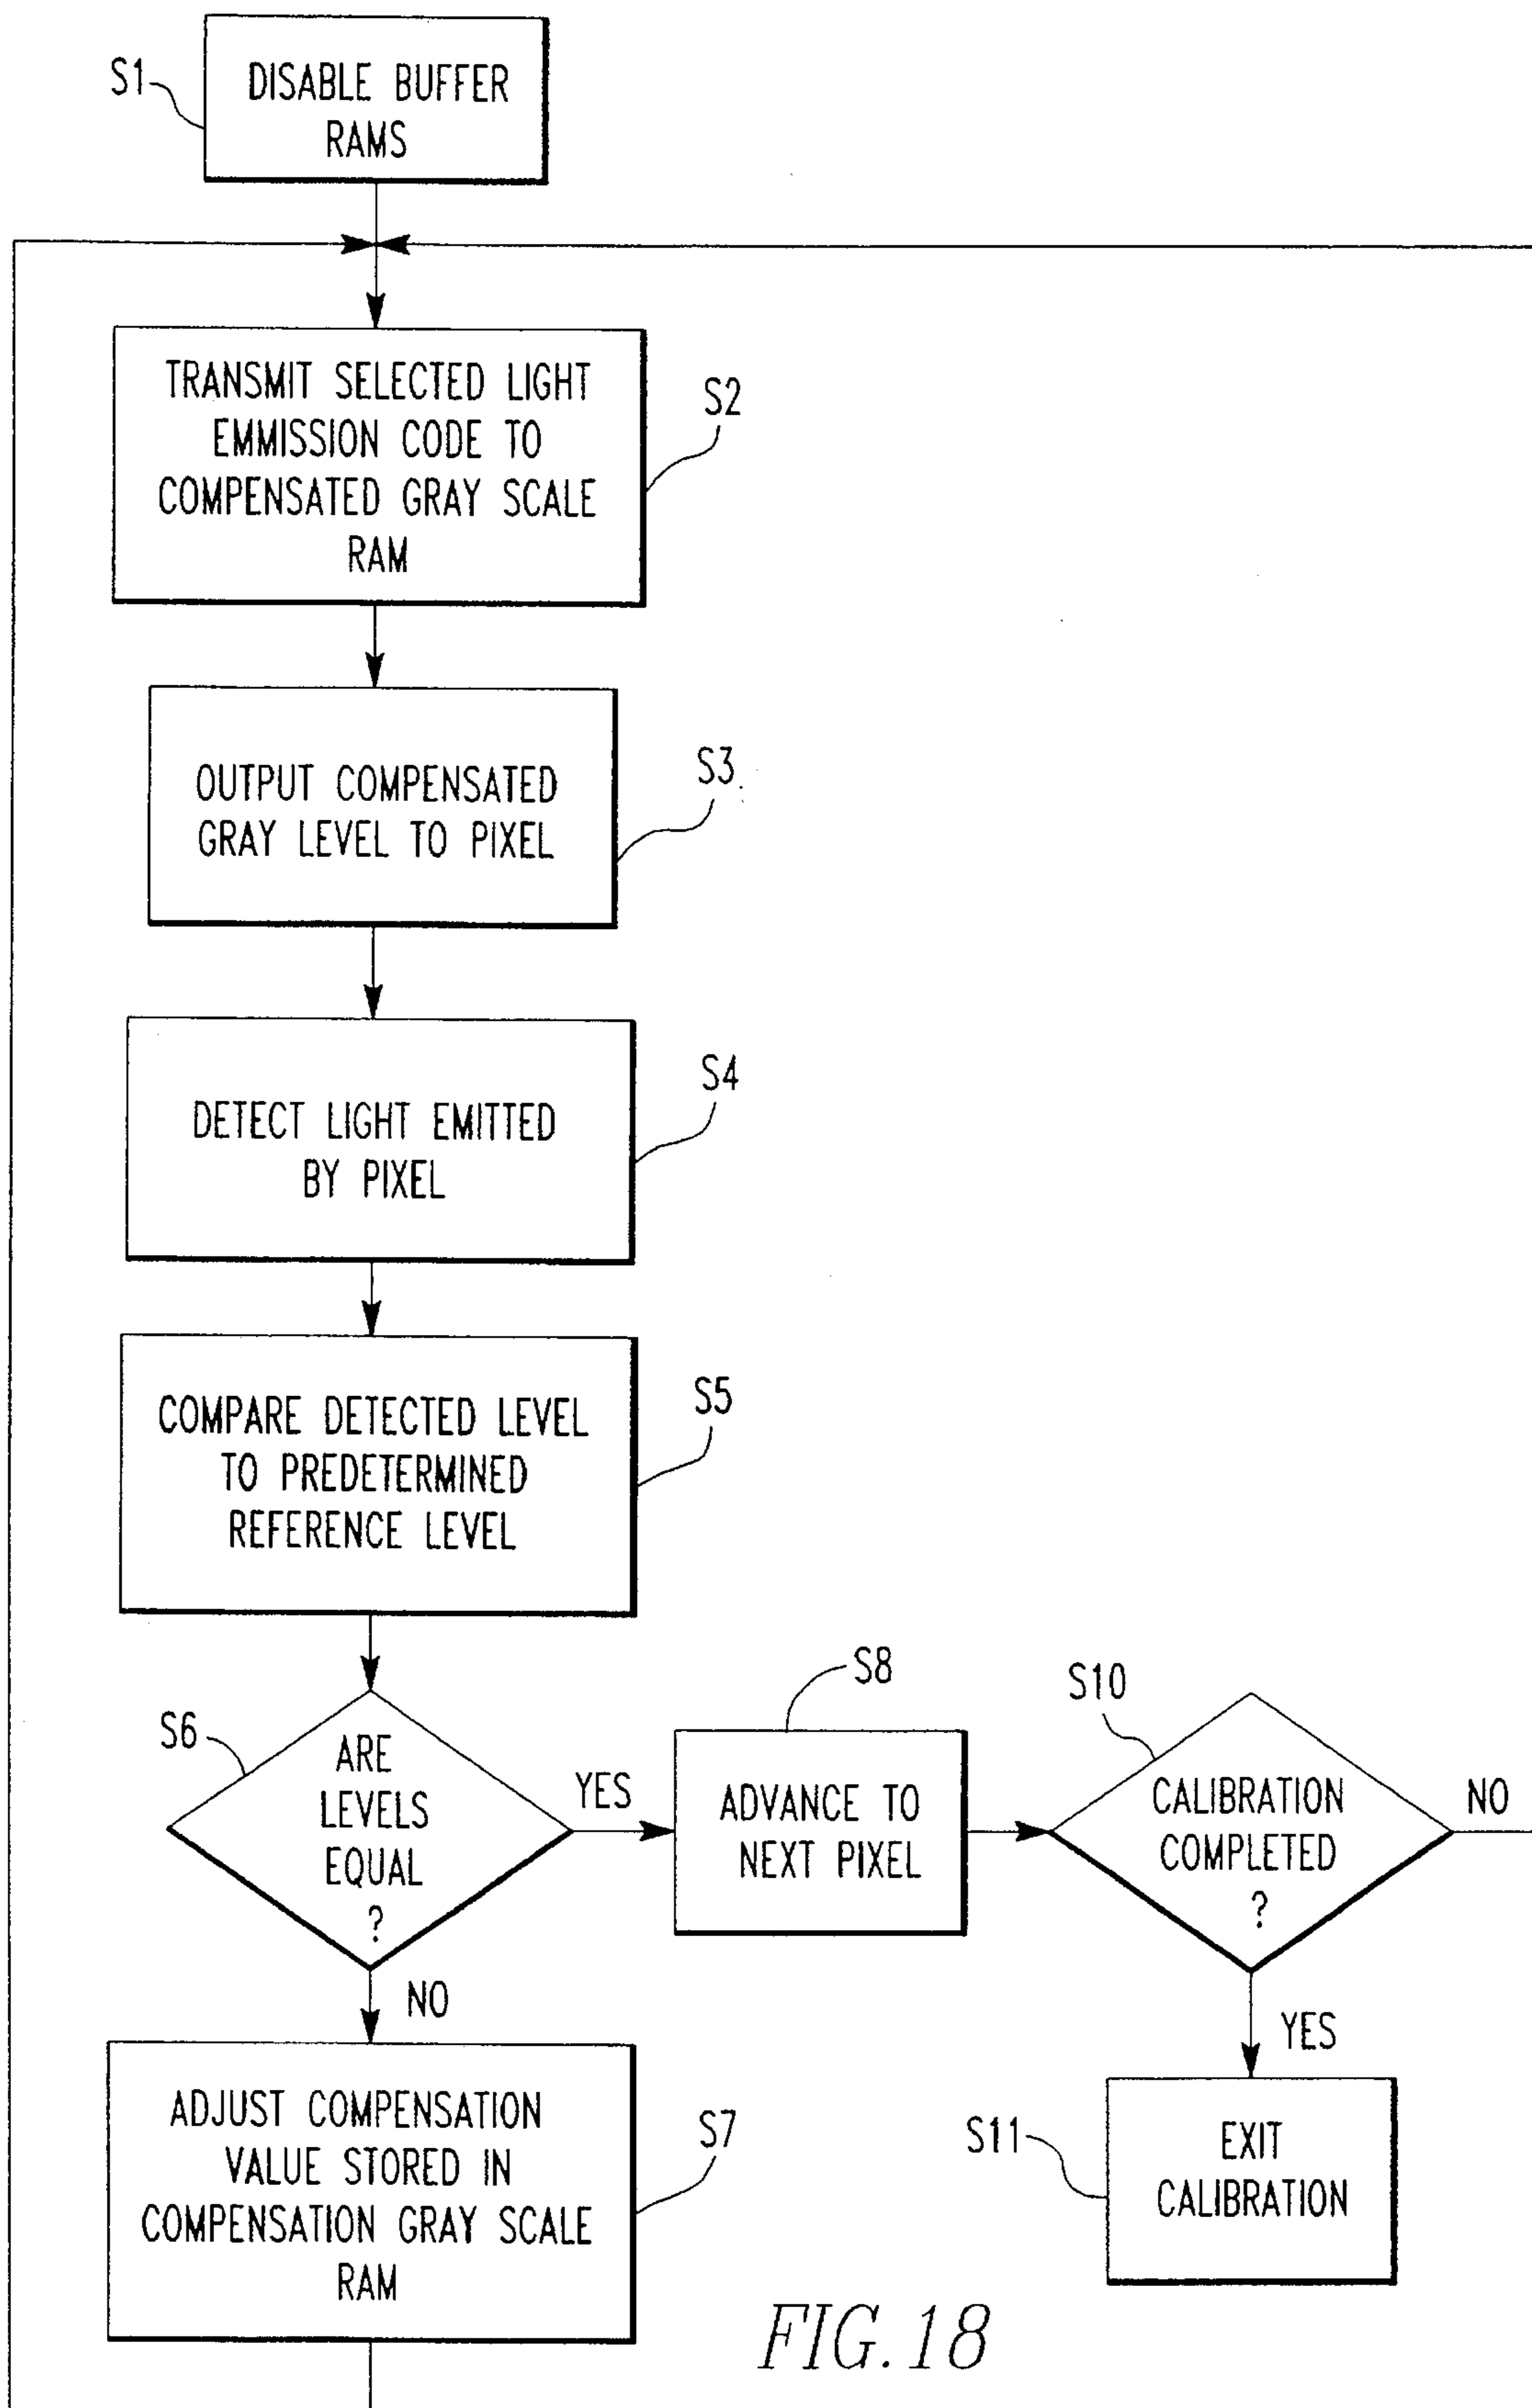 S1
DISABLE BUFFER
RAMS
TRANSMIT SELECTED LIGHT
EMMISSION CODE TO
COMPENSATED GRAY SCALE
RAM
S2
OUTPUT COMPENSATED
GRAY LEVEL TO PIXEL
S3
DETECT LIGHT EMITTED
BY PIXEL
S4
COMPARE DETECTED LEVEL
TO PREDETERMINED
REFERENCE LEVEL
S5
S6
ARE
LEVELS
EQUAL
?
YES
NO
S8
ADVANCE TO
NEXT PIXEL
S10
CALIBRATION
COMPLETED
?
NO
YES
ADJUST COMPENSATION
VALUE STORED IN
COMPENSATION GRAY SCALE
RAM
S7
S11
EXIT
CALIBRATION
FIG. 18